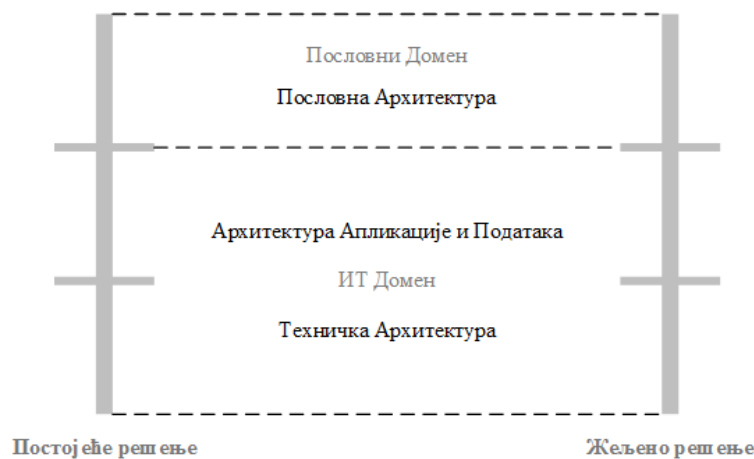 Пословни Домен
Пословна Архитектура
Архитектура Апликације и Података
ИТ Домен
Техничка Архитектура
Постојеће решење
Жељено решење